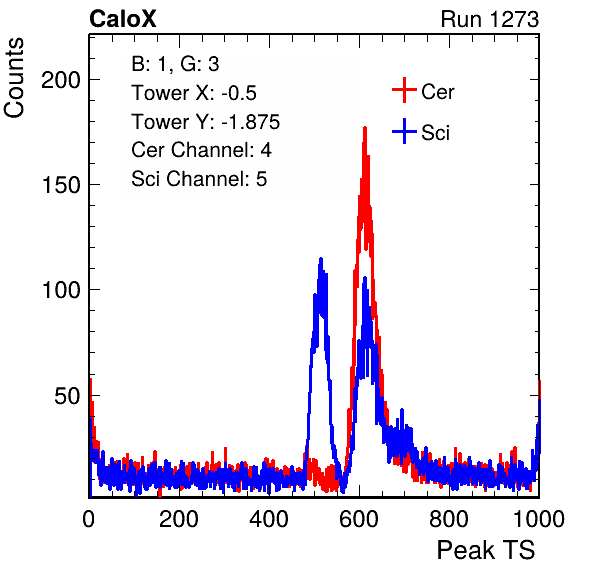 CaloX Run 1273
Counts
B: 1, G: 3
Tower X: -0.5
Tower Y: -1.875
Cer Channel: 4
Sci Channel: 5
Cer
Sci
200
150
100
50
0 200 400 600 800 1000
Peak TS